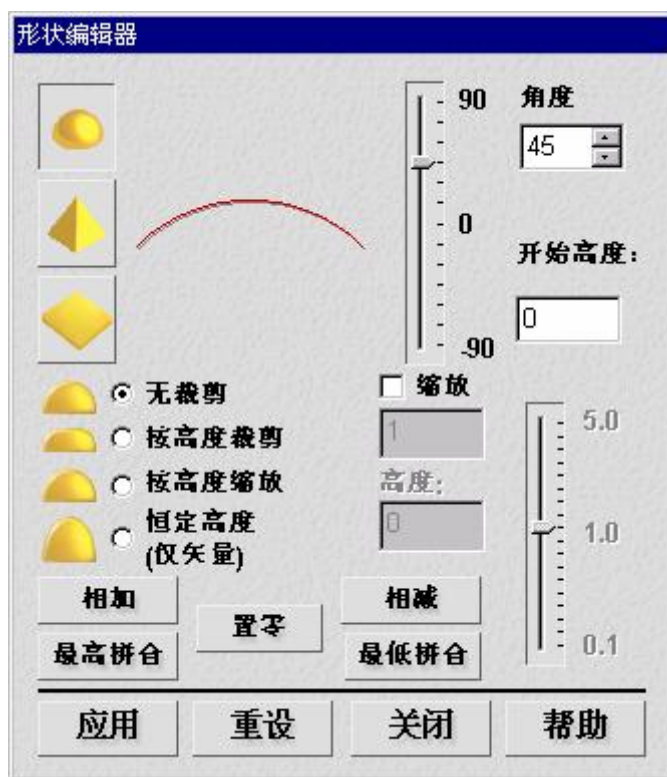 形状编辑器
90
角度
45
0
开始高度：
0
-90
无裁剪
缩放
按高度裁剪
1
5.0
按高度缩放
高度：
恒定高度
(仅矢量)
0
1.0
相加
置零
相减
最高拼合
最低拼合
0.1
应用
重设
关闭
帮助